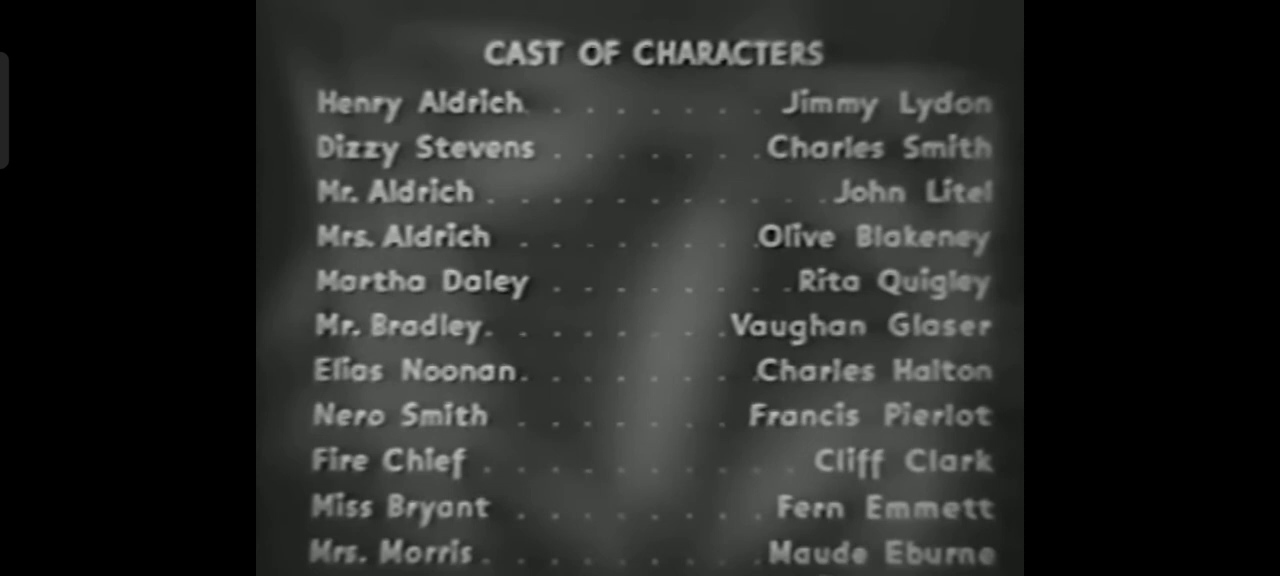 CAST OF CHARACTERS
Henry Aldrich . . . . . . . Jimmy Lydon
Dizzy Stevens . . . . . . . Charles Smith
Mr. Aldrich . . . . . . . . . . . John Litel
Mrs. Aldrich . . . . . . . . Olive Blakeney
Martha Daley . . . . . . . . Rita Quigley
Mr. Bradley . . . . . . . . Vaughan Glaser
Elias Noonan . . . . . . . . Charles Halton
Nero Smith . . . . . . . Francis Pierlot
Fire Chief . . . . . . . . . . Cliff Clark
Miss Bryant . . . . . . . . Fern Emmett
Mrs. Morris . . . . . . . . . Maude Eburne